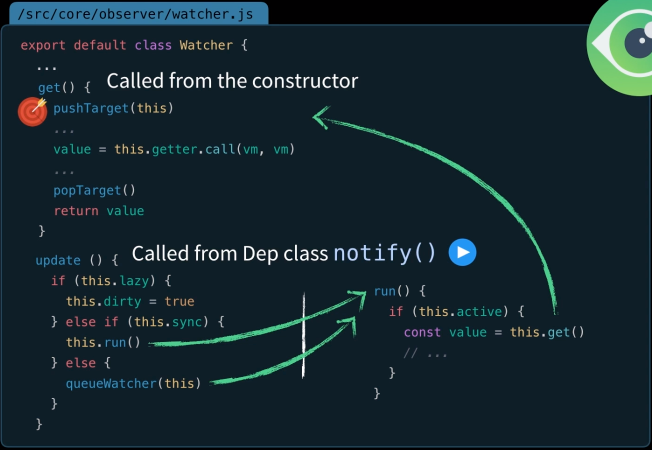 /src/core/observer/watcher.js
export default class Watcher {
...
get() { Called from the constructor
pushTarget(this)
...
value = this.getter.call(vm, vm)
...
popTarget()
return value
}
update () { Called from Dep class notify()
if (this.lazy) {
this.dirty = true
} else if (this.sync) {
this.run()
} else {
queueWatcher(this)
}
}
run() {
if (this.active) {
const value = this.get()
// ...
}
}